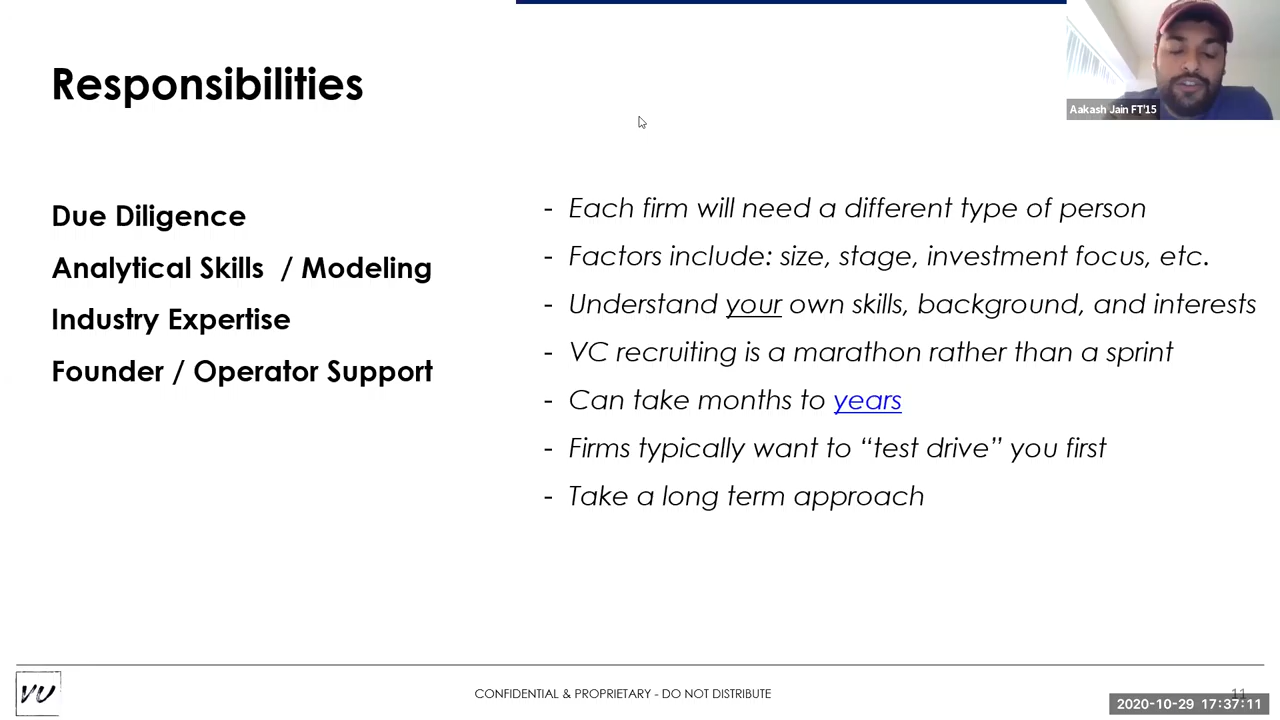 Responsibilities
Aakash Jain FT'15
Due Diligence
Analytical Skills / Modeling
Industry Expertise
Founder / Operator Support
- Each firm will need a different type of person
- Factors include: size, stage, investment focus, etc.
- Understand your own skills, background, and interests
- VC recruiting is a marathon rather than a sprint
- Can take months to years
- Firms typically want to “test drive” you first
- Take a long term approach
VU
CONFIDENTIAL & PROPRIETARY - DO NOT DISTRIBUTE
11
2020-10-29 17:37:11